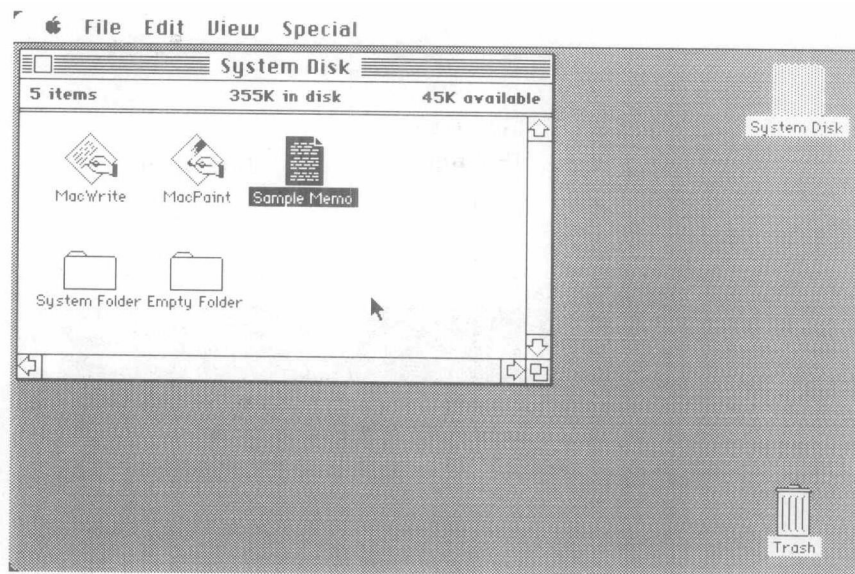 File Edit View Special
System Disk
5 items 355K in disk 45K available
System Disk
MacWrite MacPaint Sample Memo
System Folder Empty Folder
Trash